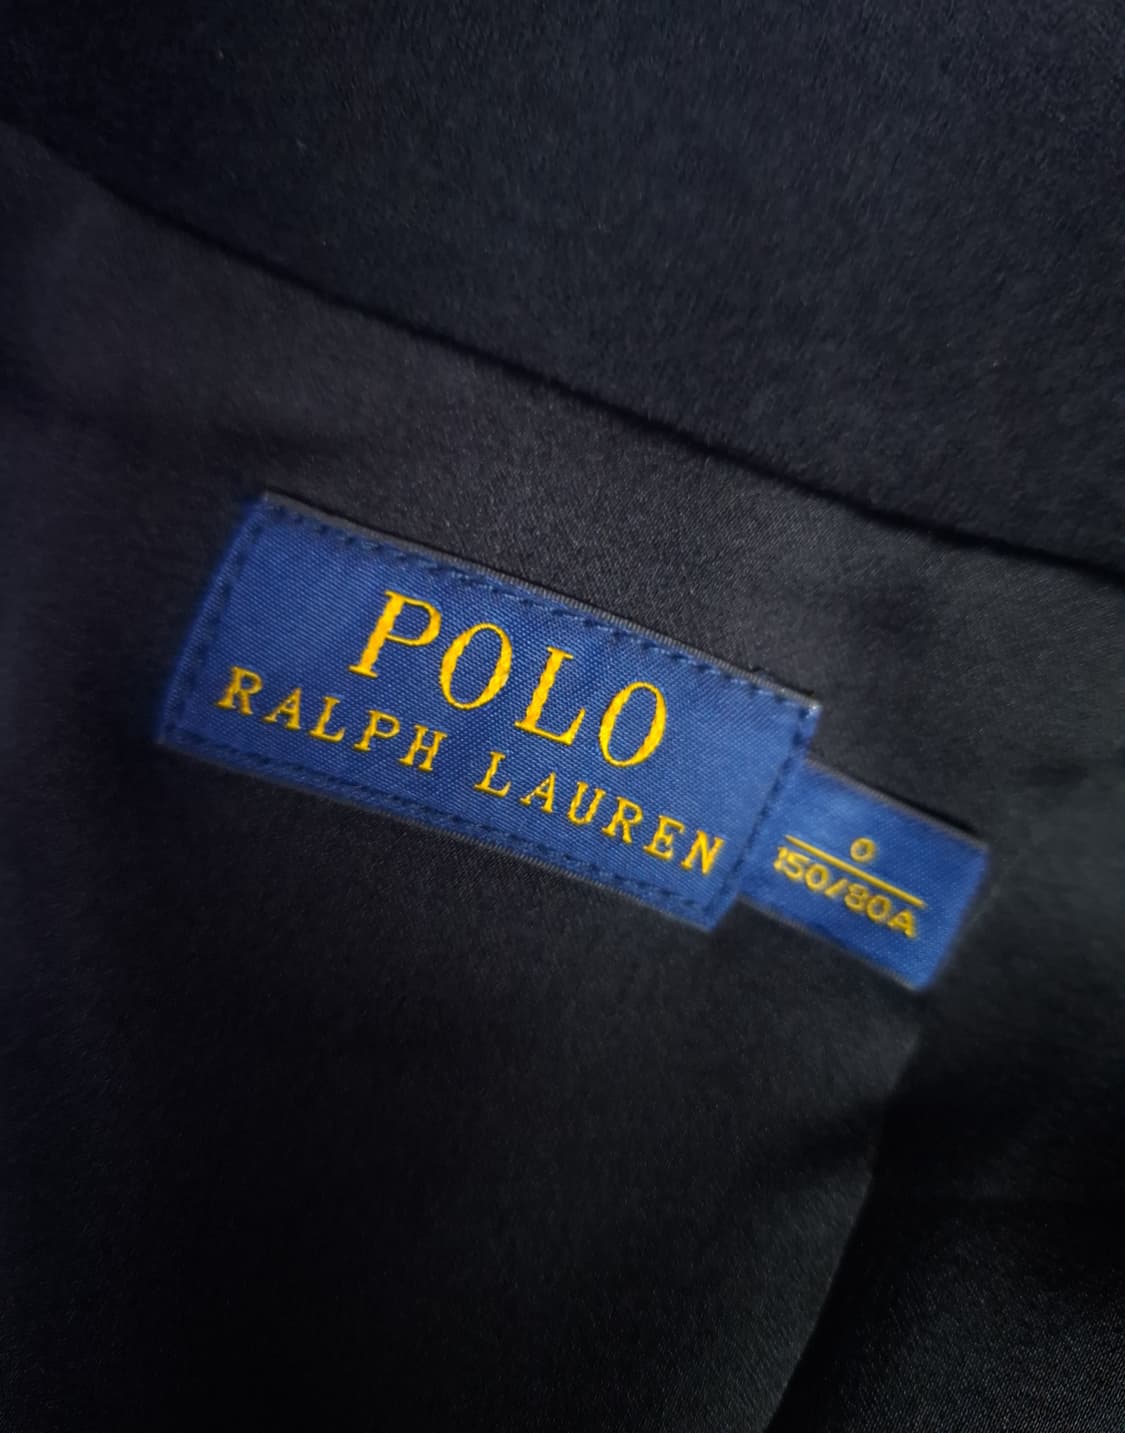 POLO
RALPH LAUREN
0
150/80A